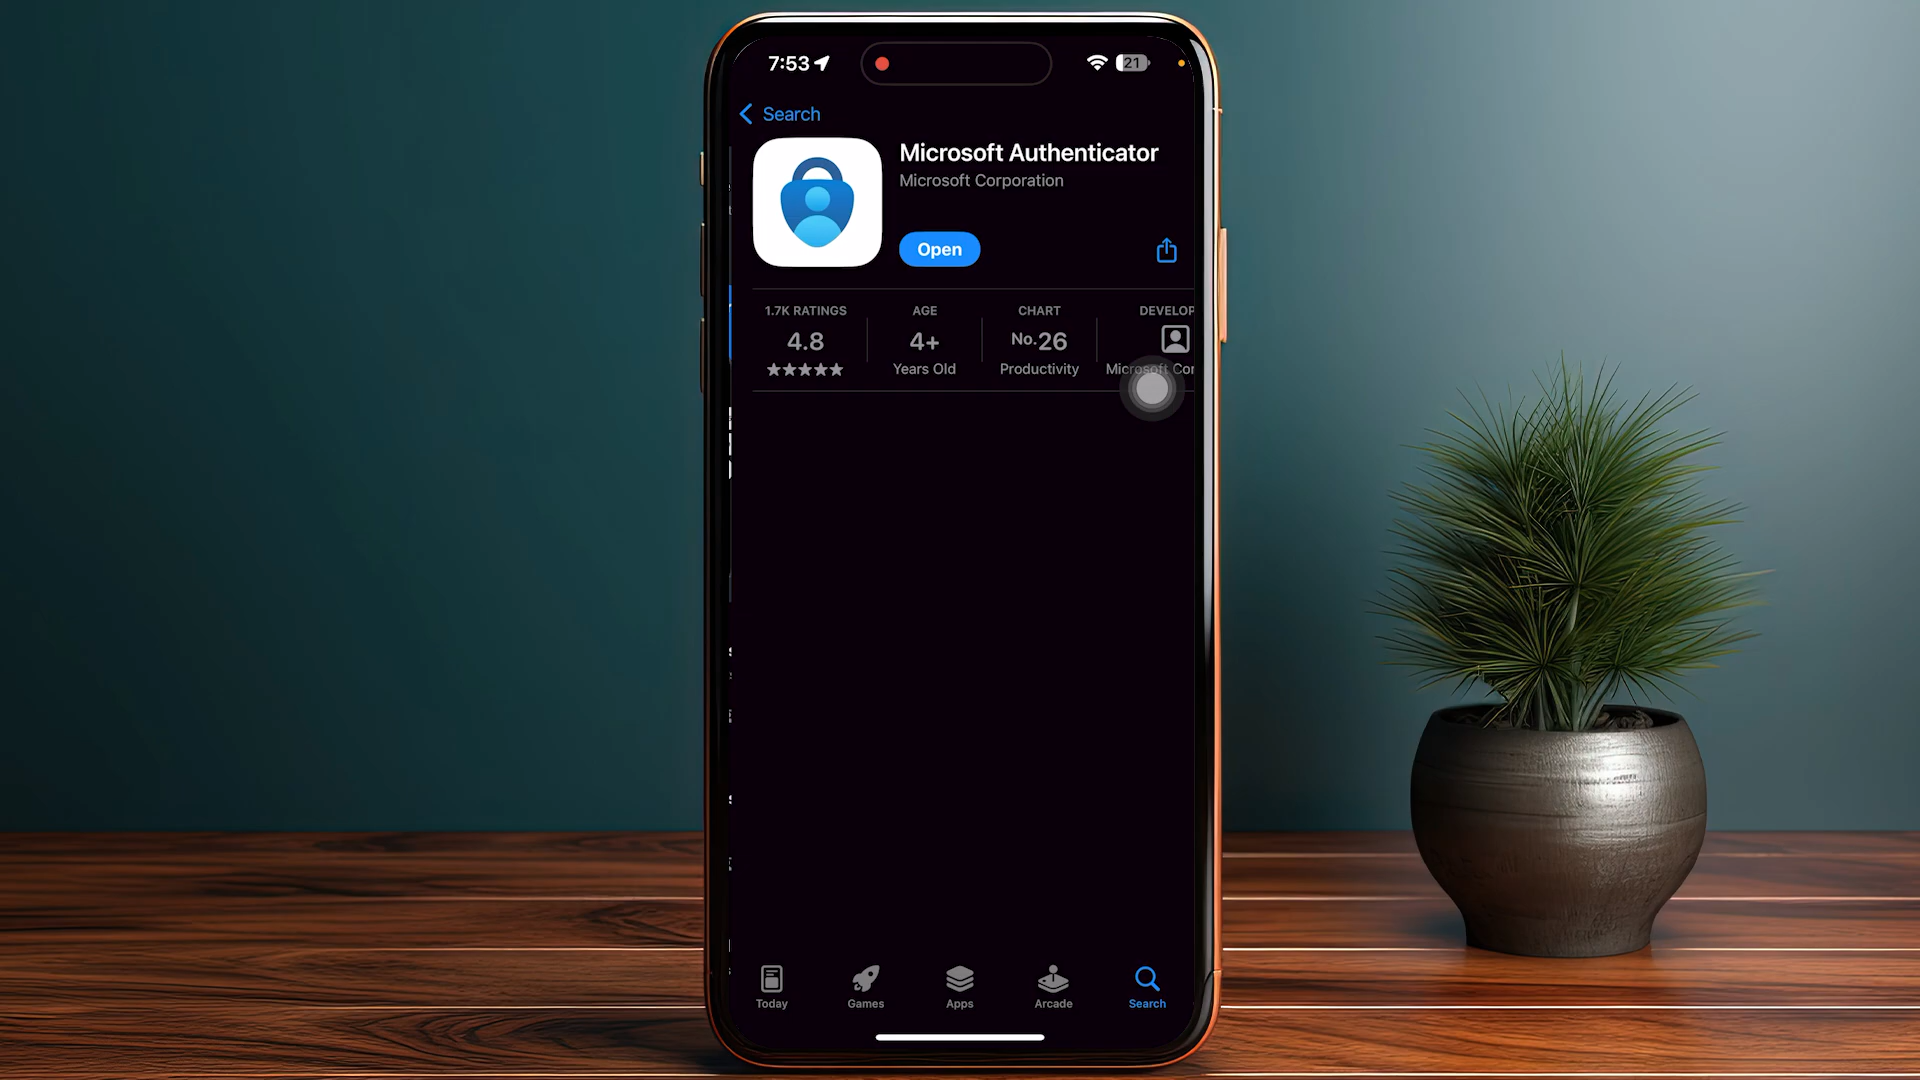 7:53
21
Search
Microsoft Authenticator
Microsoft Corporation
Open
1.7K RATINGS AGE CHART DEVELOP
4.8 4+ No.26
Years Old Productivity Microsoft Cor
Today Games Apps Arcade Search